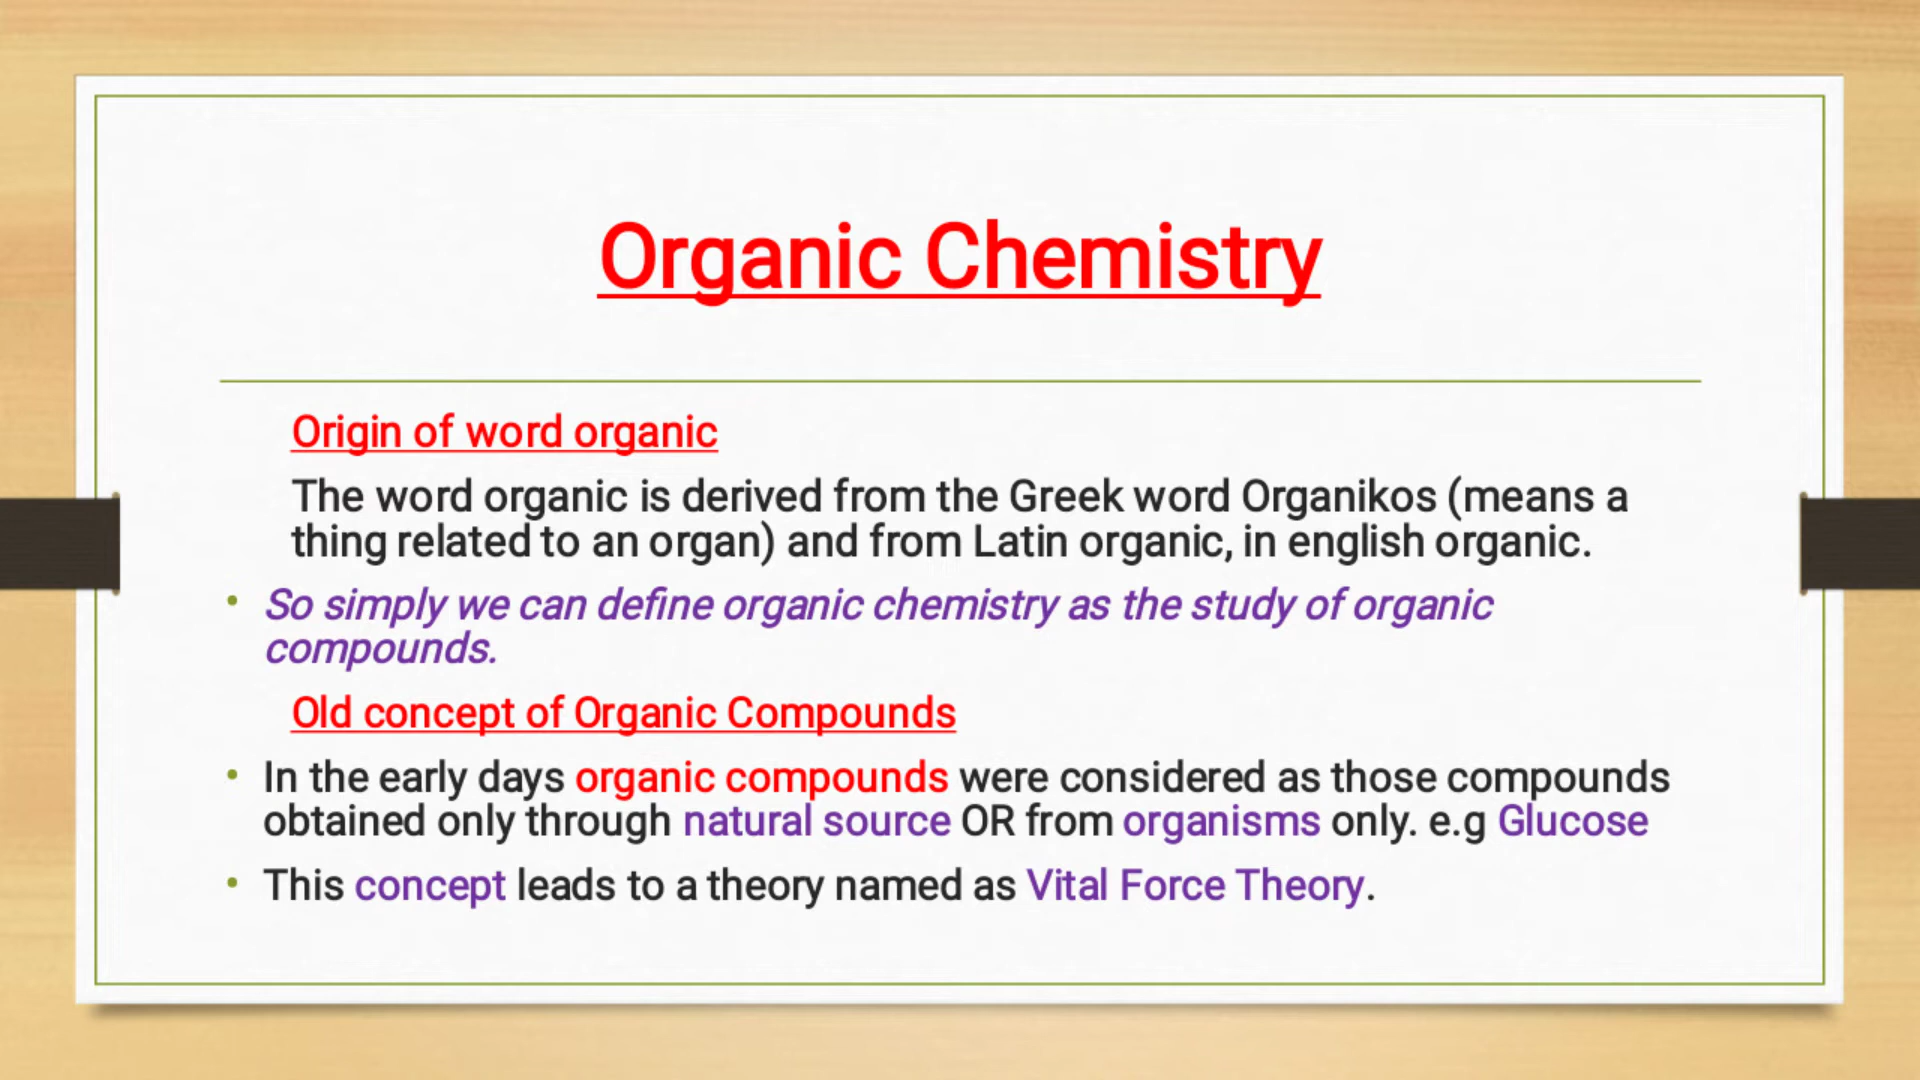 Organic Chemistry
Origin of word organic
The word organic is derived from the Greek word Organikos (means a
thing related to an organ) and from Latin organic, in english organic.
• So simply we can define organic chemistry as the study of organic
compounds.
Old concept of Organic Compounds
• In the early days organic compounds were considered as those compounds
obtained only through natural source OR from organisms only. e.g Glucose
• This concept leads to a theory named as Vital Force Theory.